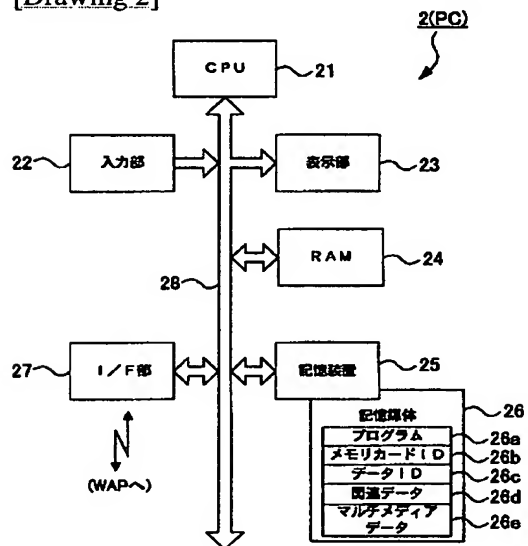 [Drawing 2]
2(PC)
CPU
21
22
入力部
表示部
23
RAM
24
28
27
I/F部
記憶装置
25
(WAPへ)
記憶媒体
26
プログラム
26a
メモリカードID
26b
データID
26c
関連データ
26d
マルチメディア
データ
26e